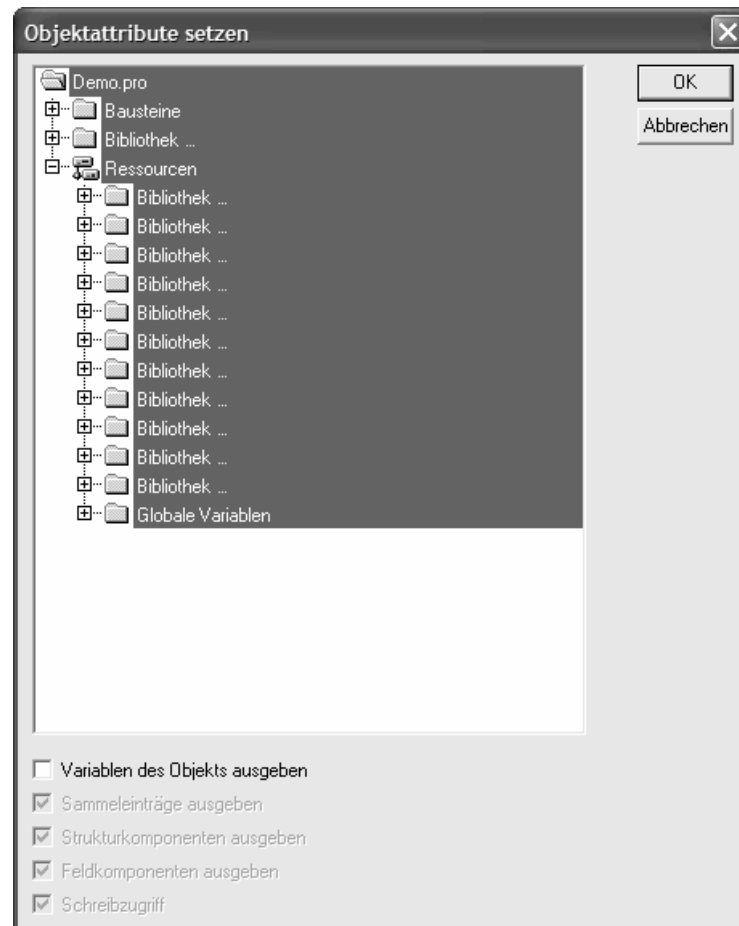 Objektattribute setzen
Demo.pro
OK
Bausteine
Abbrechen
Bibliothek ...
Ressourcen
Bibliothek ...
Bibliothek ...
Bibliothek ...
Bibliothek ...
Bibliothek ...
Bibliothek ...
Bibliothek ...
Bibliothek ...
Bibliothek ...
Bibliothek ...
Bibliothek ...
Globale Variablen
Variablen des Objekts ausgeben
Sammeleinträge ausgeben
Strukturkomponenten ausgeben
Feldkomponenten ausgeben
Schreibzugriff